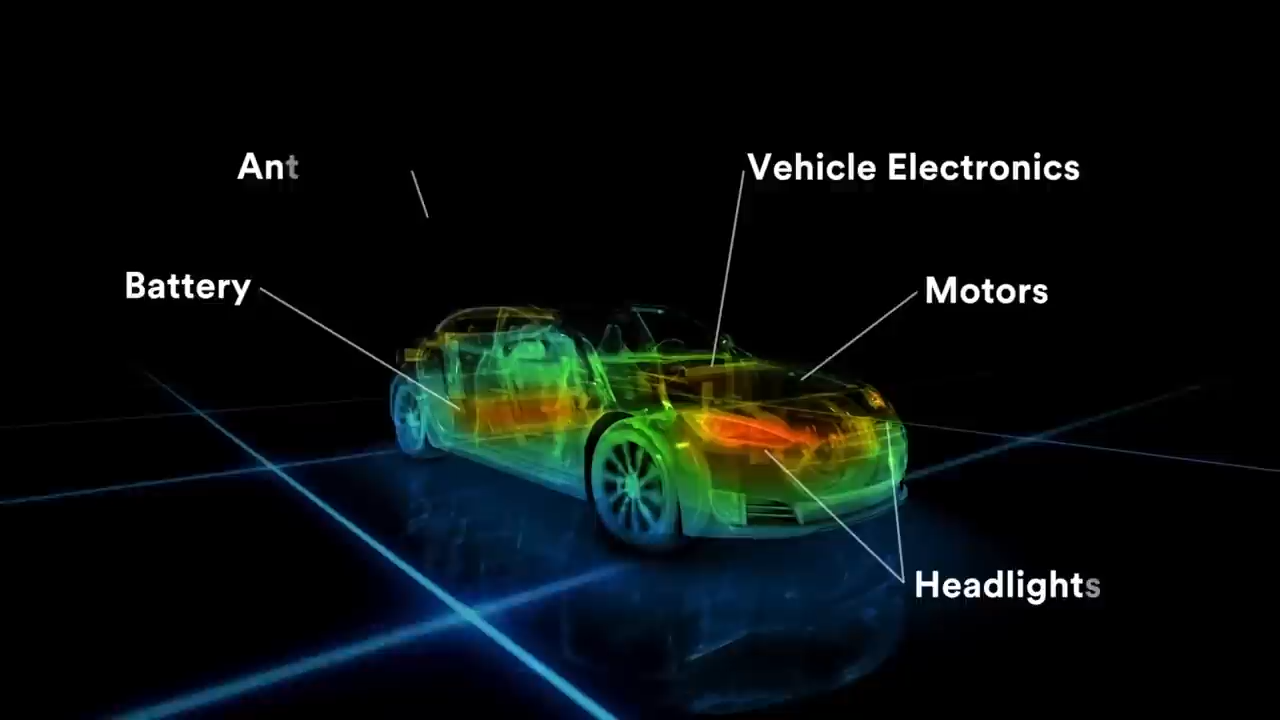 Ant
Vehicle Electronics
Battery
Motors
Headlights